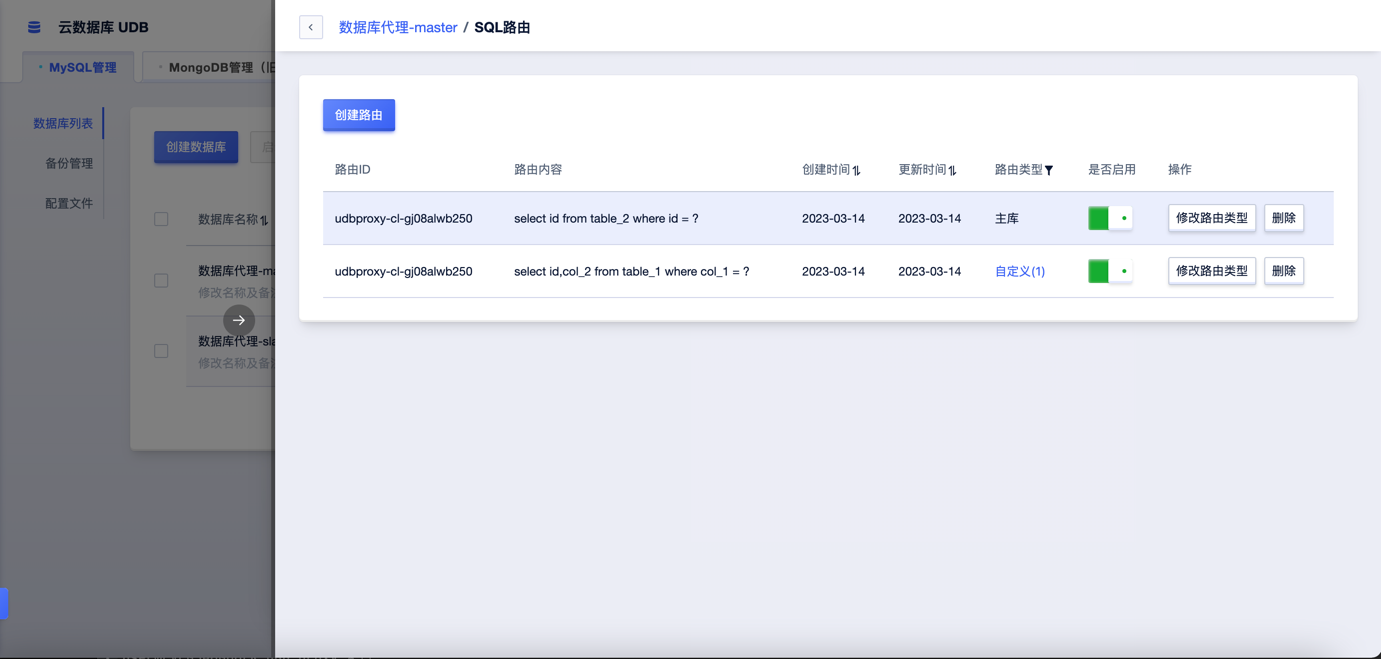 云数据库 UDB
数据库代理-master / SQL路由
MySQL管理
MongoDB管理（旧
数据库列表
备份管理
配置文件
创建数据库
启
数据库名称
数据库代理-ma
修改名称及备
数据库代理-sla
修改名称及备
创建路由
路由ID 路由内容 创建时间 更新时间 路由类型 是否启用 操作
udbproxy-cl-gj08alwb250 select id from table_2 where id = ? 2023-03-14 2023-03-14 主库 修改路由类型 删除
udbproxy-cl-gj08alwb250 select id,col_2 from table_1 where col_1 = ? 2023-03-14 2023-03-14 自定义(1) 修改路由类型 删除